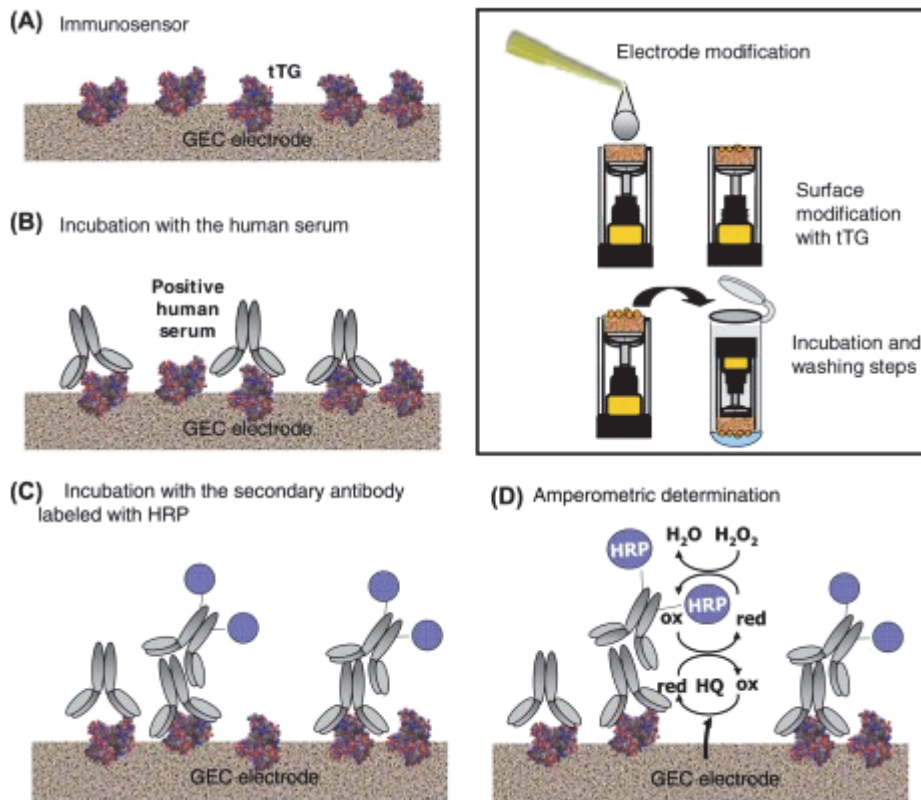 (A) Immunosensor
tTG
GEC electrode
(B) Incubation with the human serum
Positive
human
serum
GEC electrode
Electrode modification
Surface
modification
with tTG
Incubation and
washing steps
(C) Incubation with the secondary antibody
labeled with HRP
GEC electrode
(D) Amperometric determination
H₂O H₂O₂
HRP
HRP
ox red
red HQ ox
GEC electrode